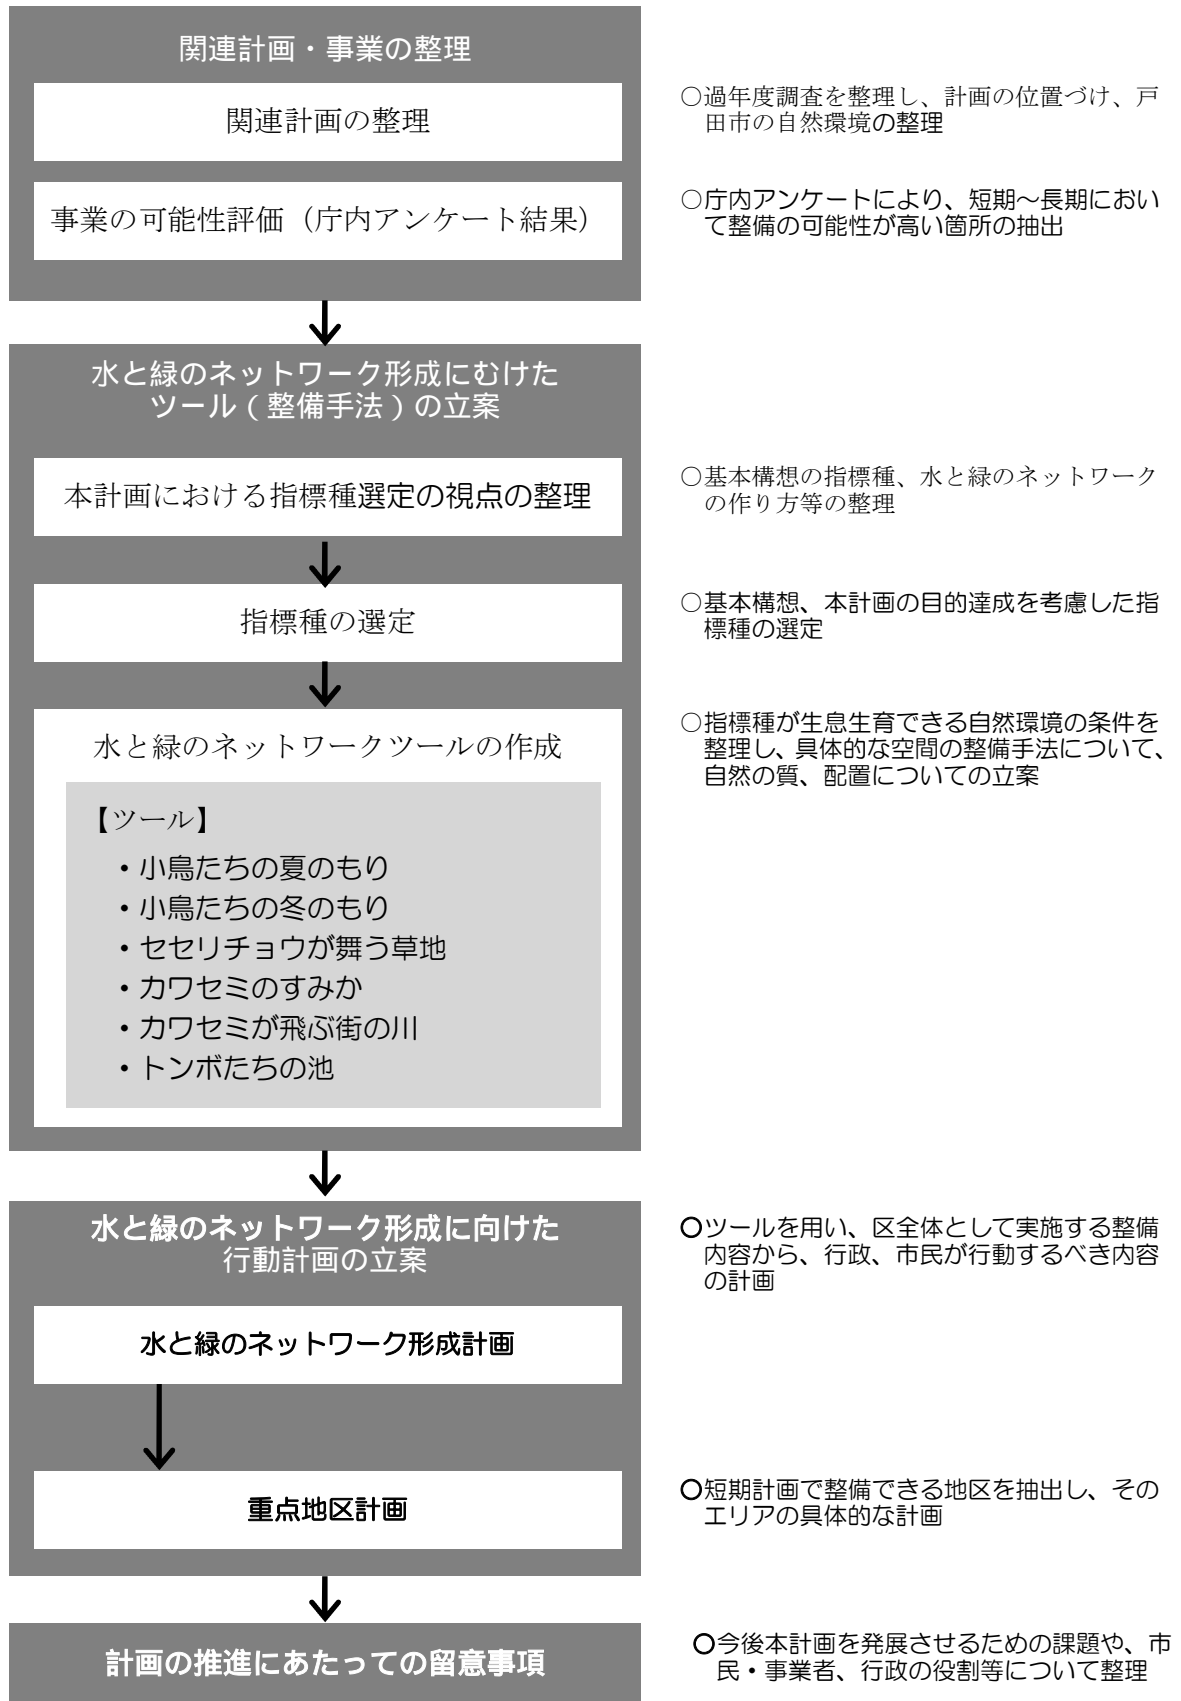 関連計画・事業の整理
関連計画の整理
○過年度調査を整理し、計画の位置づけ、戸
田市の自然環境の整理
事業の可能性評価（庁内アンケート結果）
○庁内アンケートにより、短期～長期におい
て整備の可能性が高い箇所の抽出
水と緑のネットワーク形成にむけた
ツール（整備手法）の立案
本計画における指標種選定の視点の整理
○基本構想の指標種、水と緑のネットワーク
の作り方等の整理
指標種の選定
○基本構想、本計画の目的達成を考慮した指
標種の選定
水と緑のネットワークツールの作成
○指標種が生息生育できる自然環境の条件を
整理し、具体的な空間の整備手法について、
自然の質、配置についての立案
【ツール】
・小鳥たちの夏のもり
・小鳥たちの冬のもり
・セセリチョウが舞う草地
・カワセミのすみか
・カワセミが飛ぶ街の川
・トンボたちの池
水と緑のネットワーク形成に向けた
行動計画の立案
○ツールを用い、区全体として実施する整備
内容から、行政、市民が行動するべき内容
の計画
水と緑のネットワーク形成計画
重点地区計画
○短期計画で整備できる地区を抽出し、その
エリアの具体的な計画
計画の推進にあたっての留意事項
○今後本計画を発展させるための課題や、市
民・事業者、行政の役割等について整理